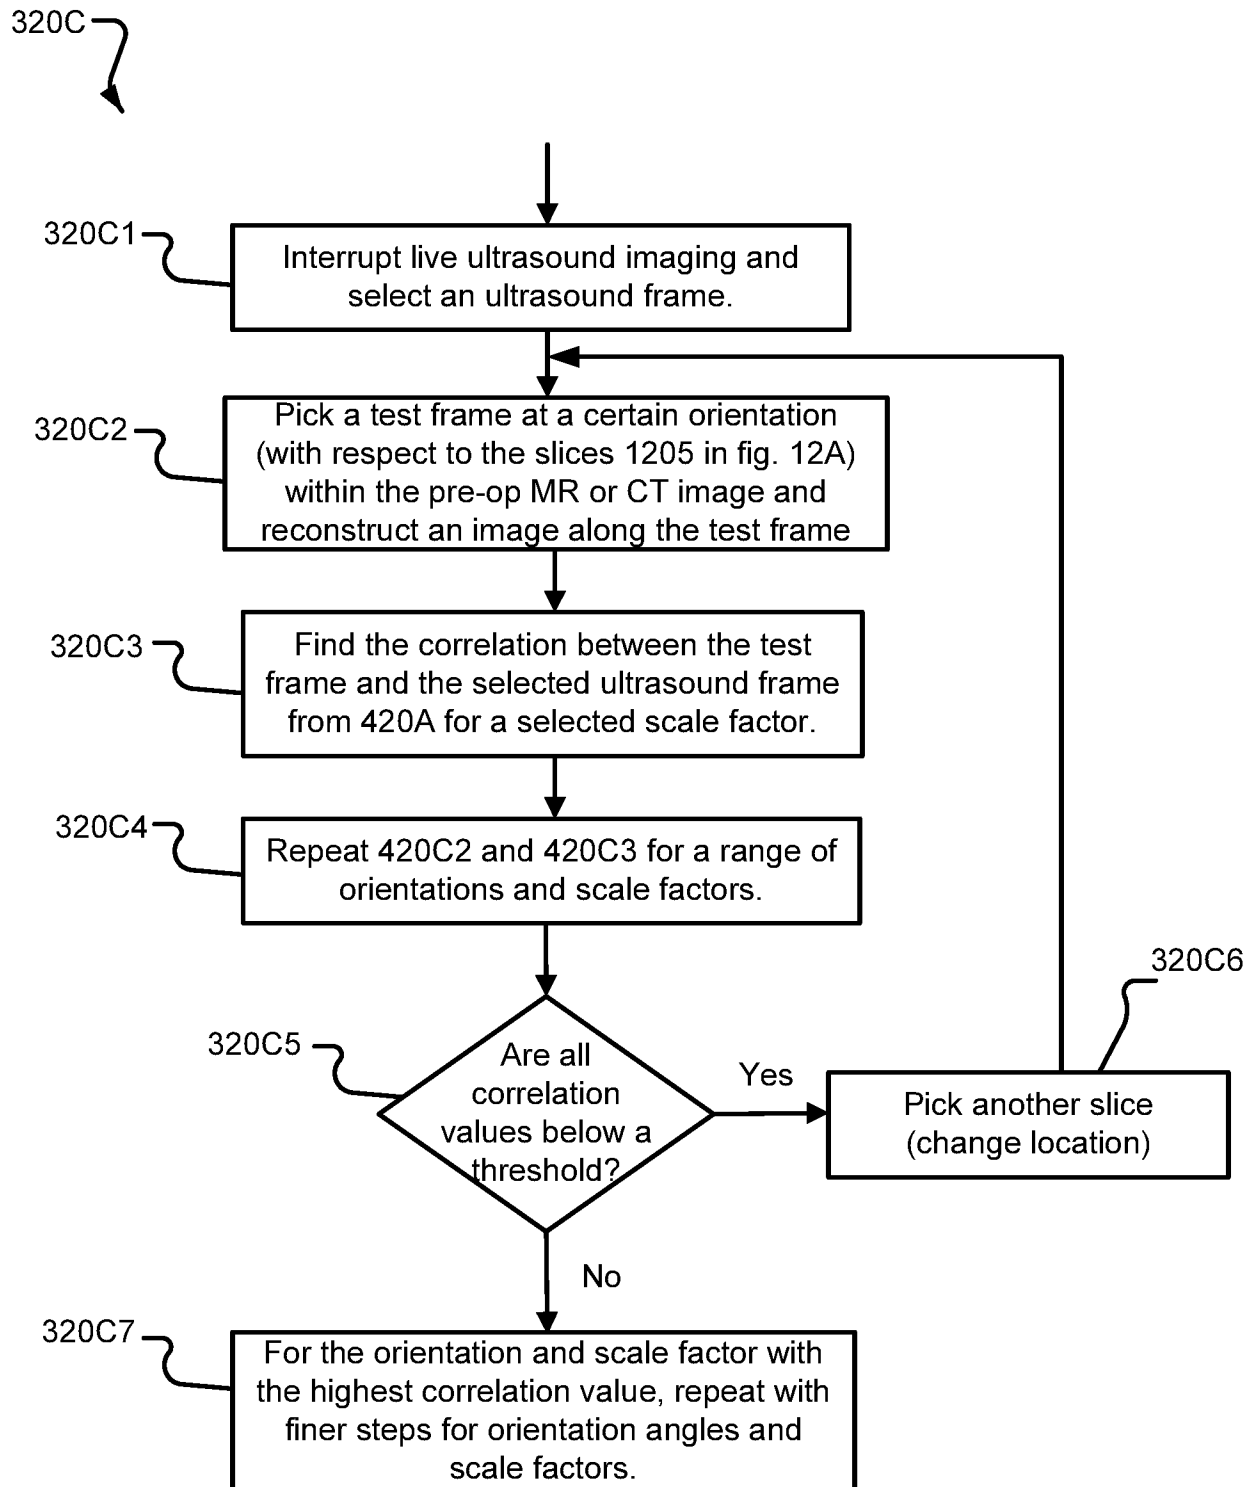 320C
320C1
Interrupt live ultrasound imaging and
select an ultrasound frame.
320C2
Pick a test frame at a certain orientation
(with respect to the slices 1205 in fig. 12A)
within the pre-op MR or CT image and
reconstruct an image along the test frame
320C3
Find the correlation between the test
frame and the selected ultrasound frame
from 420A for a selected scale factor.
320C4
Repeat 420C2 and 420C3 for a range of
orientations and scale factors.
320C5
Are all
correlation
values below a
threshold?
Yes
320C6
Pick another slice
(change location)
No
320C7
For the orientation and scale factor with
the highest correlation value, repeat with
finer steps for orientation angles and
scale factors.